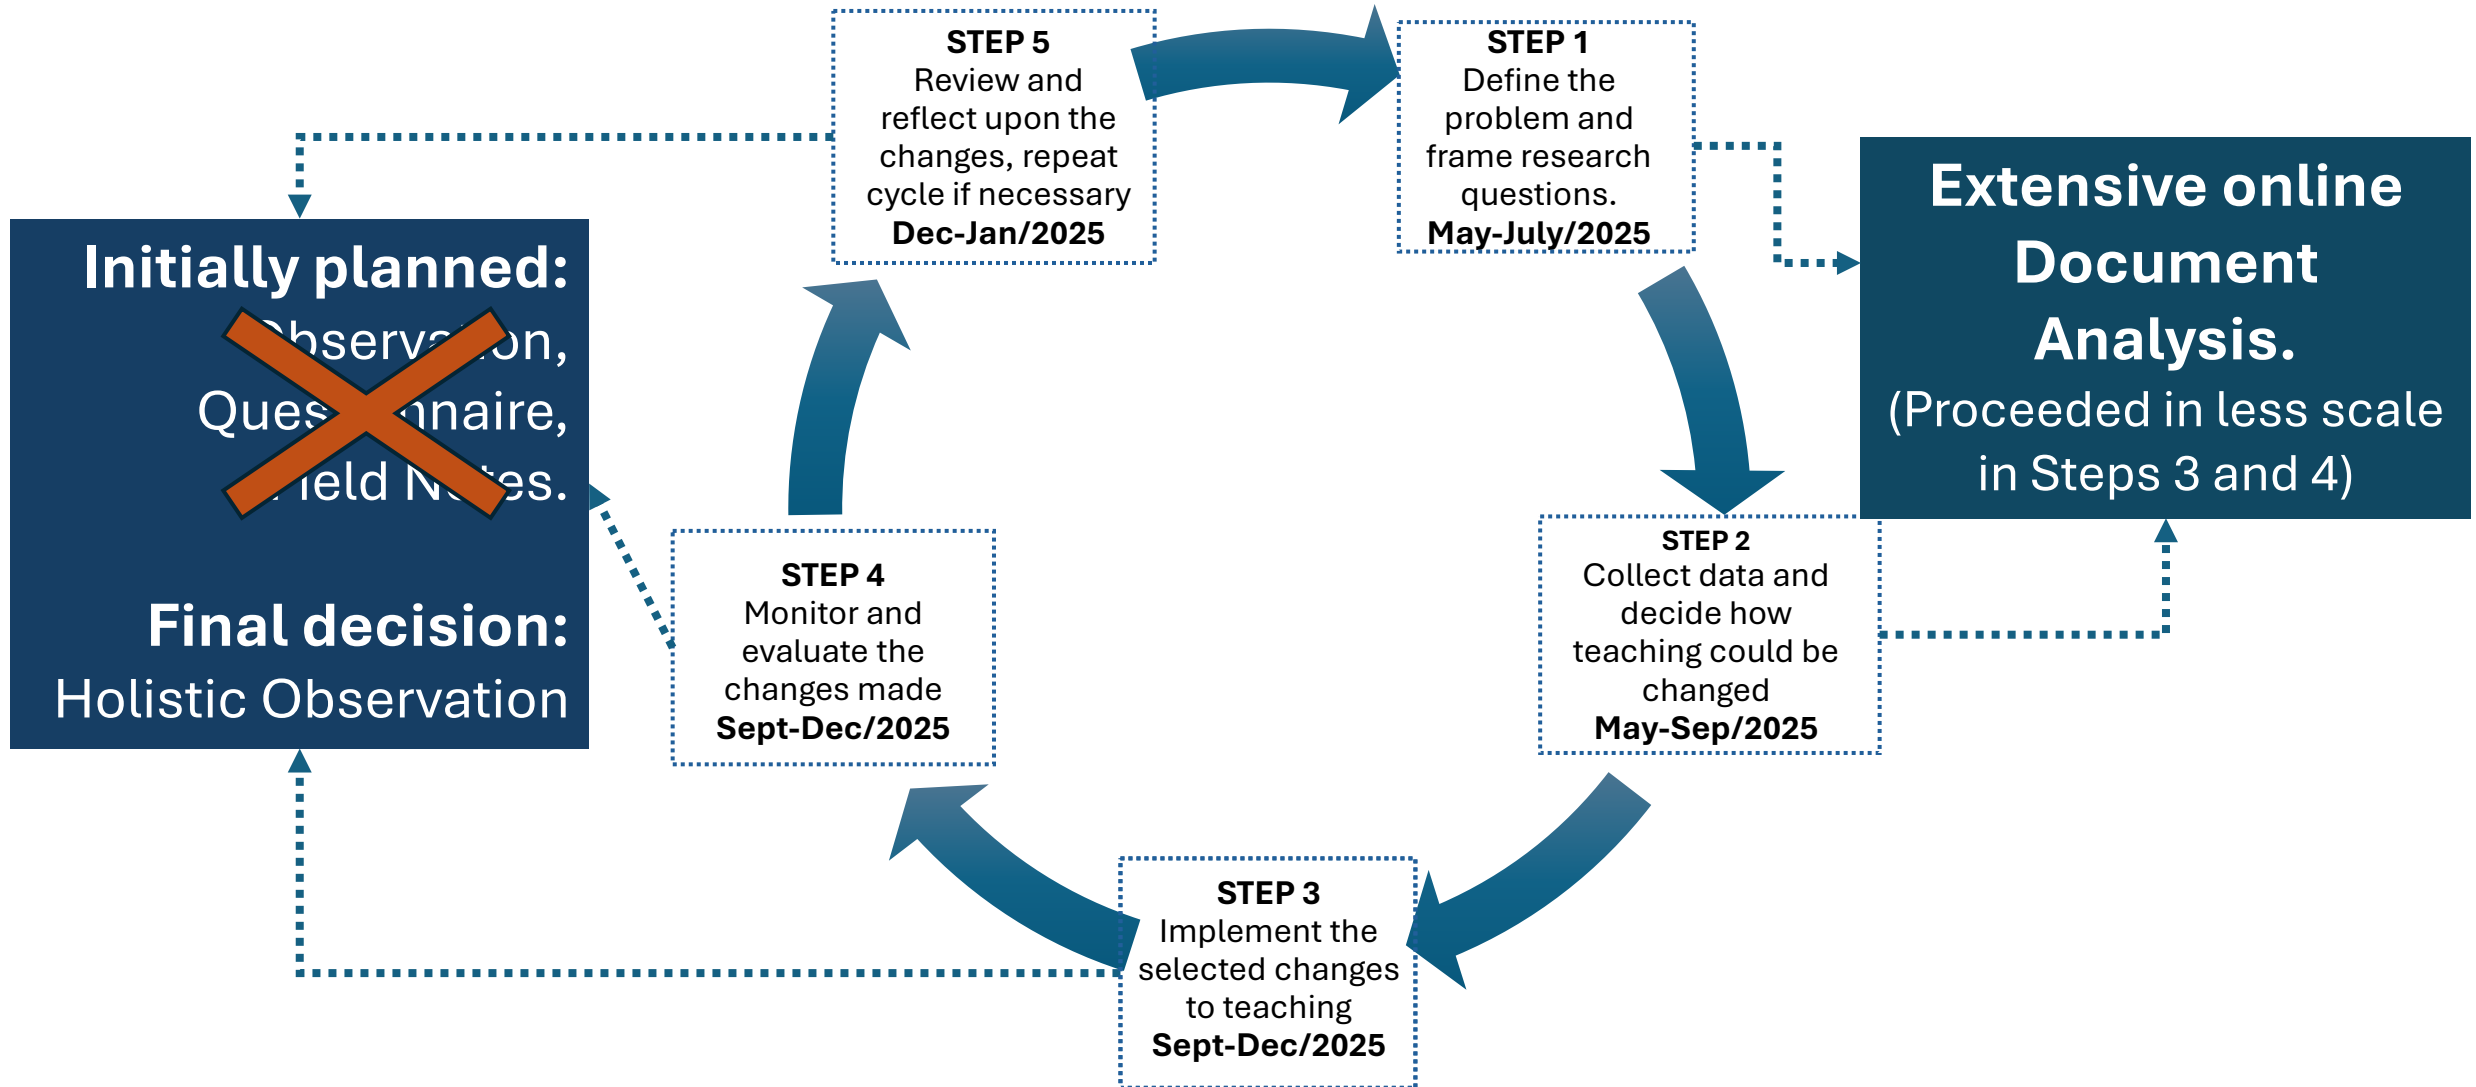 STEP 5
Review and
reflect upon the
changes, repeat
cycle if necessary
Dec-Jan/2025
STEP 1
Define the
problem and
frame research
questions.
May-July/2025
Extensive online
Document
Analysis.
(Proceeded in less scale
in Steps 3 and 4)
Initially planned:
Observation,
Questionnaire,
Field Notes.
Final decision:
Holistic Observation
STEP 4
Monitor and
evaluate the
changes made
Sept-Dec/2025
STEP 2
Collect data and
decide how
teaching could be
changed
May-Sep/2025
STEP 3
Implement the
selected changes
to teaching
Sept-Dec/2025